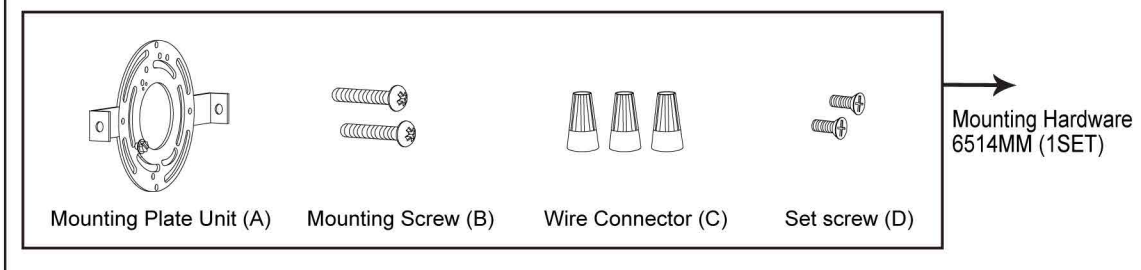 Mounting Plate Unit (A)
Mounting Screw (B)
Wire Connector (C)
Set screw (D)
Mounting Hardware
6514MM (1SET)